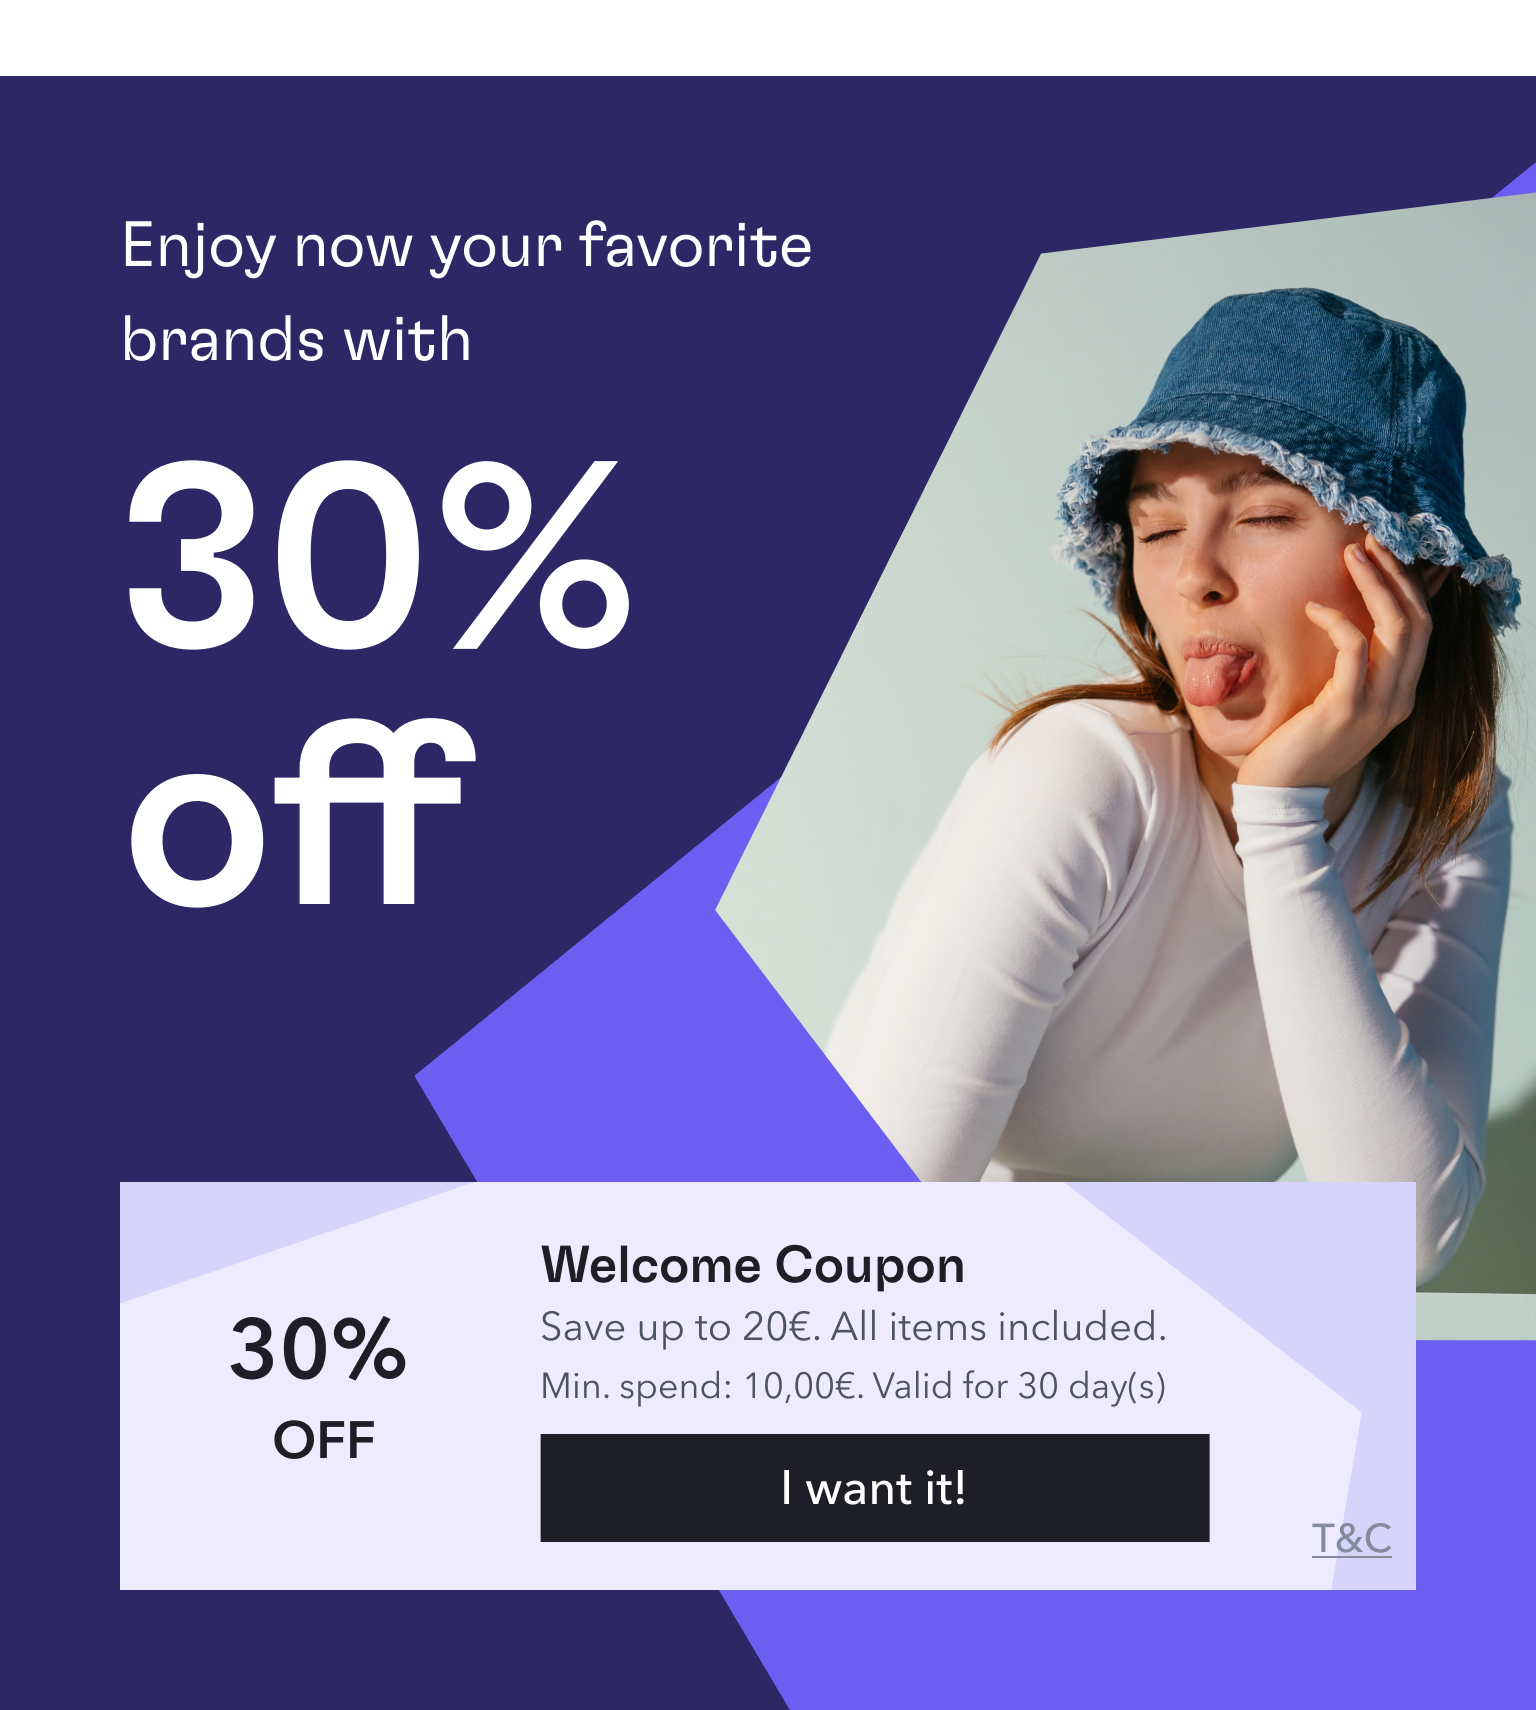 Enjoy now your favorite
brands with
30%
off
30%
OFF
Welcome Coupon
Save up to 20€. All items included.
Min. spend: 10,00€. Valid for 30 day(s)
I want it!
T&C